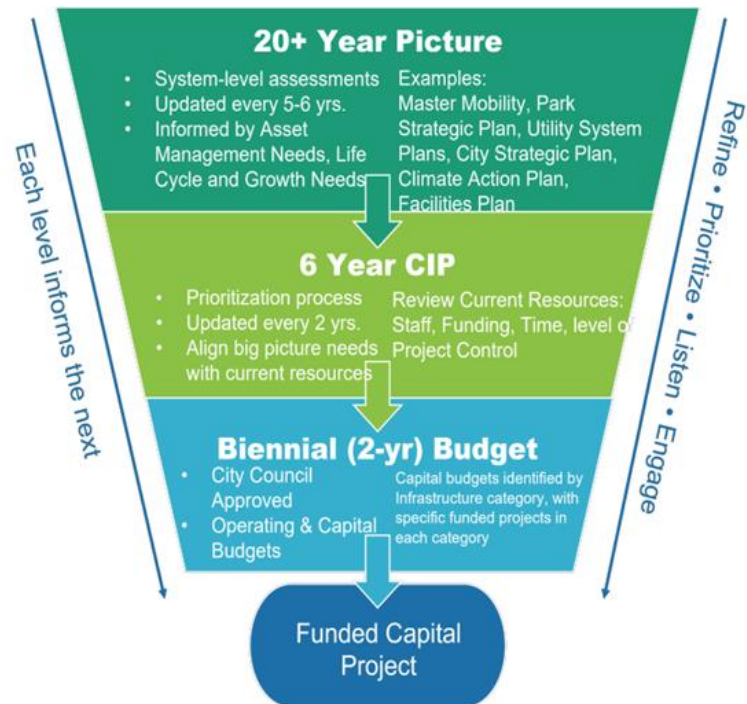 20+ Year Picture
• System-level assessments
• Updated every 5-6 yrs.
• Informed by Asset
Management Needs, Life
Cycle and Growth Needs
Examples:
Master Mobility, Park
Strategic Plan, Utility System
Plans, City Strategic Plan,
Climate Action Plan,
Facilities Plan
6 Year CIP
• Prioritization process
• Updated every 2 yrs.
• Align big picture needs
with current resources
Review Current Resources:
Staff, Funding, Time, level of
Project Control
Biennial (2-yr) Budget
• City Council
Approved
• Operating & Capital
Budgets
Capital budgets identified by
Infrastructure category, with
specific funded projects in
each category
Funded Capital
Project
Each level informs the next
Refine • Prioritize • Listen • Engage